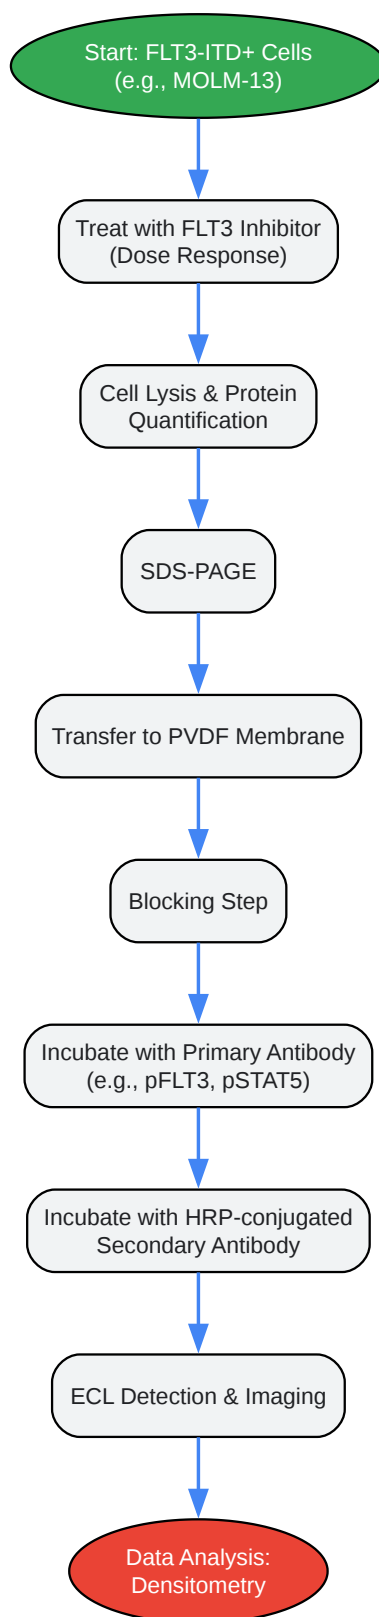 Start: FLT3-ITD+ Cells
(e.g., MOLM-13)
Treat with FLT3 Inhibitor
(Dose Response)
Cell Lysis & Protein
Quantification
SDS-PAGE
Transfer to PVDF Membrane
Blocking Step
Incubate with Primary Antibody
(e.g., pFLT3, pSTAT5)
Incubate with HRP-conjugated
Secondary Antibody
ECL Detection & Imaging
Data Analysis:
Densitometry